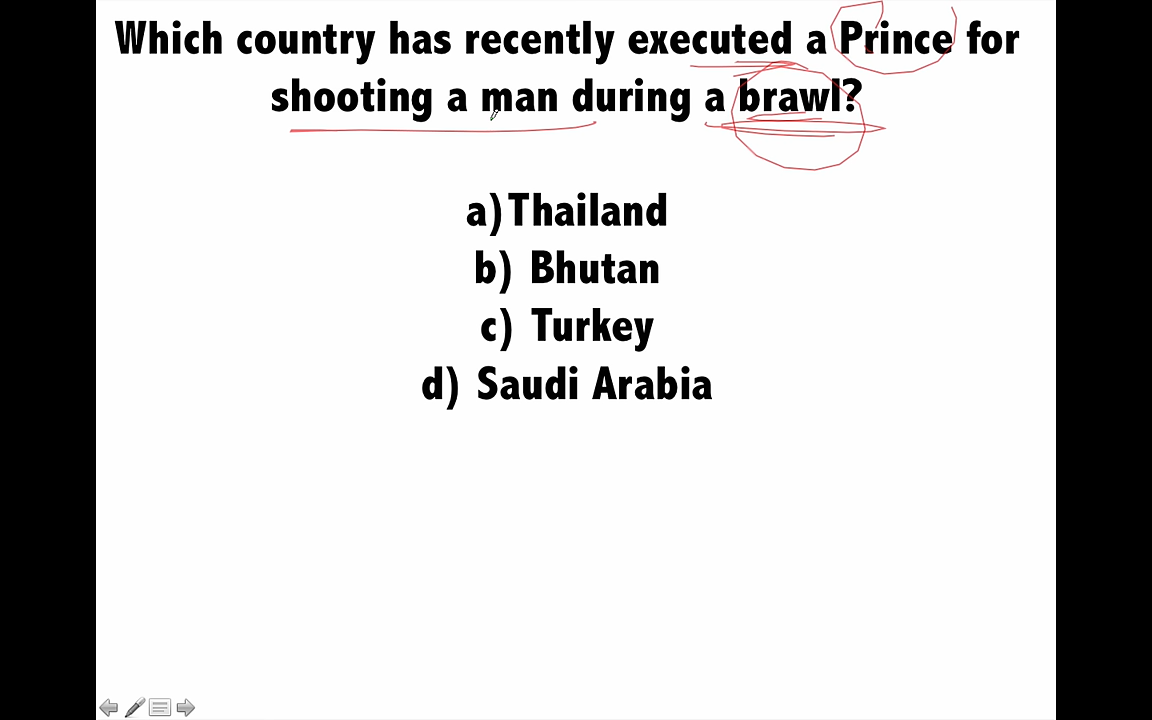 Which country has recently executed a Prince for
shooting a man during a brawl?
a) Thailand
b) Bhutan
c) Turkey
d) Saudi Arabia